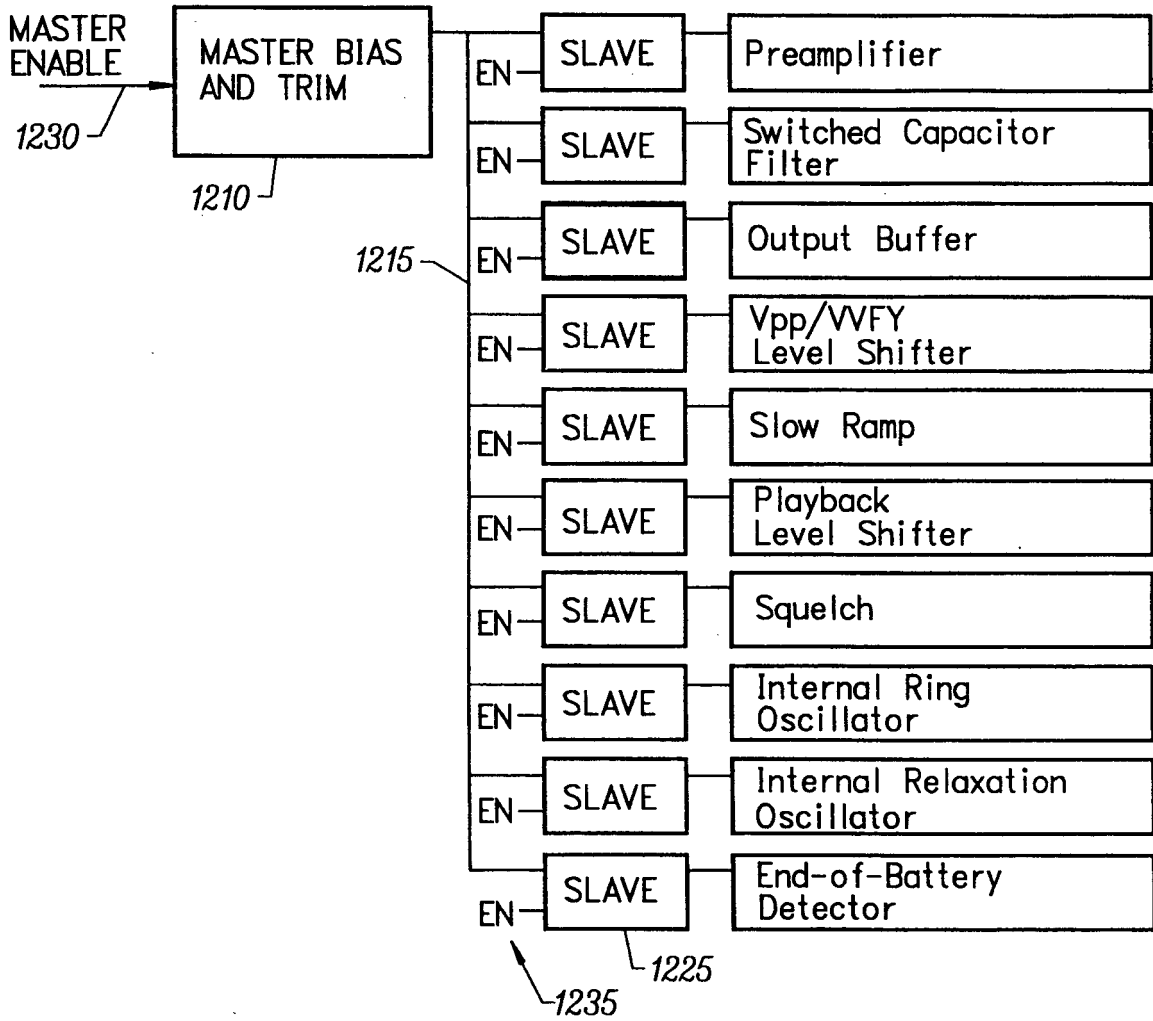 MASTER
ENABLE
1230
MASTER BIAS
AND TRIM
1210
1215
EN
SLAVE
Preamplifier
EN
SLAVE
Switched Capacitor
Filter
EN
SLAVE
Output Buffer
EN
SLAVE
Vpp/VVFY
Level Shifter
EN
SLAVE
Slow Ramp
EN
SLAVE
Playback
Level Shifter
EN
SLAVE
Squelch
EN
SLAVE
Internal Ring
Oscillator
EN
SLAVE
Internal Relaxation
Oscillator
EN
SLAVE
End-of-Battery
Detector
1225
1235